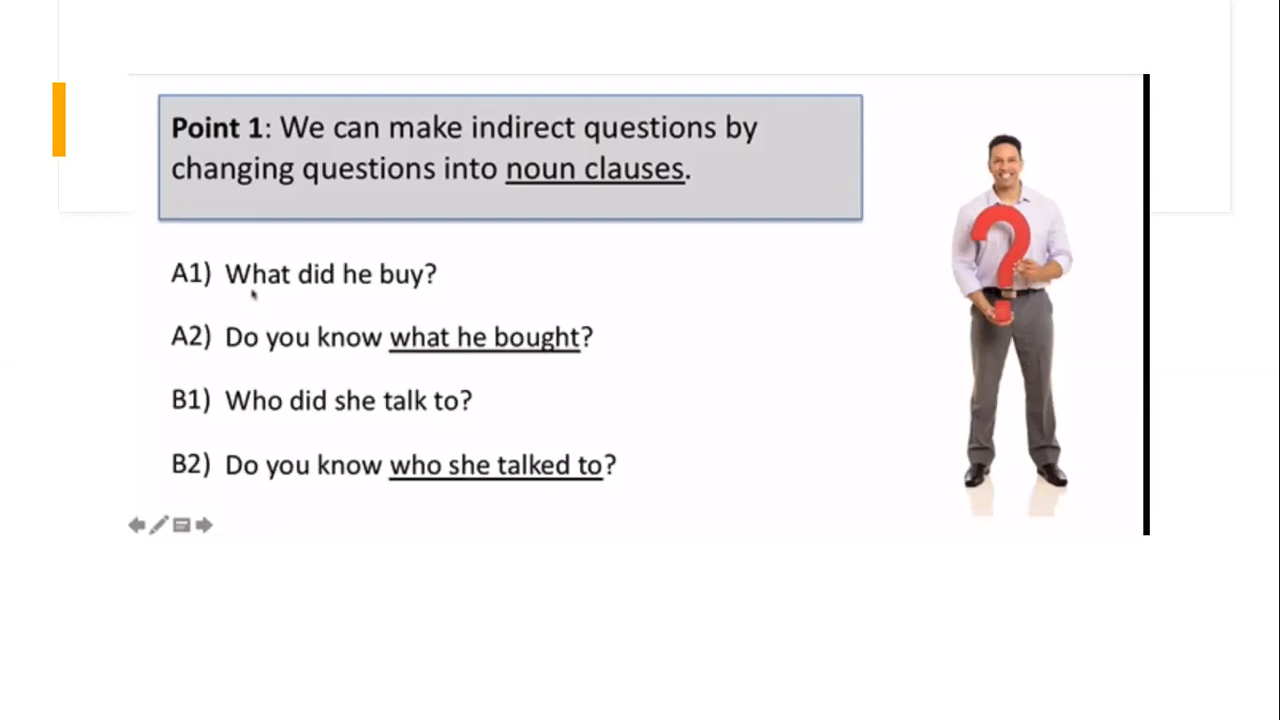 Point 1: We can make indirect questions by
changing questions into noun clauses.
A1) What did he buy?
A2) Do you know what he bought?
B1) Who did she talk to?
B2) Do you know who she talked to?